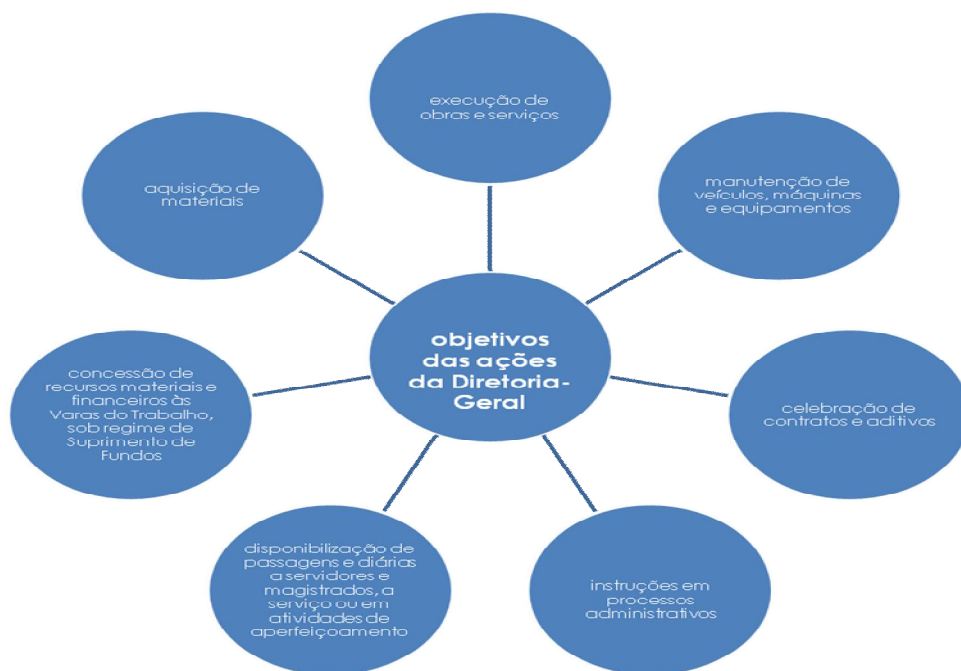 execução de
obras e serviços
manutenção de
veículos, máquinas
e equipamentos
celebração de
contratos e aditivos
instruções em
processos
administrativos
disponibilização de
passagens e diárias
a servidores e
magistrados, a
serviço ou em
atividades de
aperfeiçoamento
concessão de
recursos materiais e
financeiros às
Varas do Trabalho,
sob regime de
Suprimento de
Fundos
aquisição de
materiais
objetivos
das ações
da Diretoria-
Geral